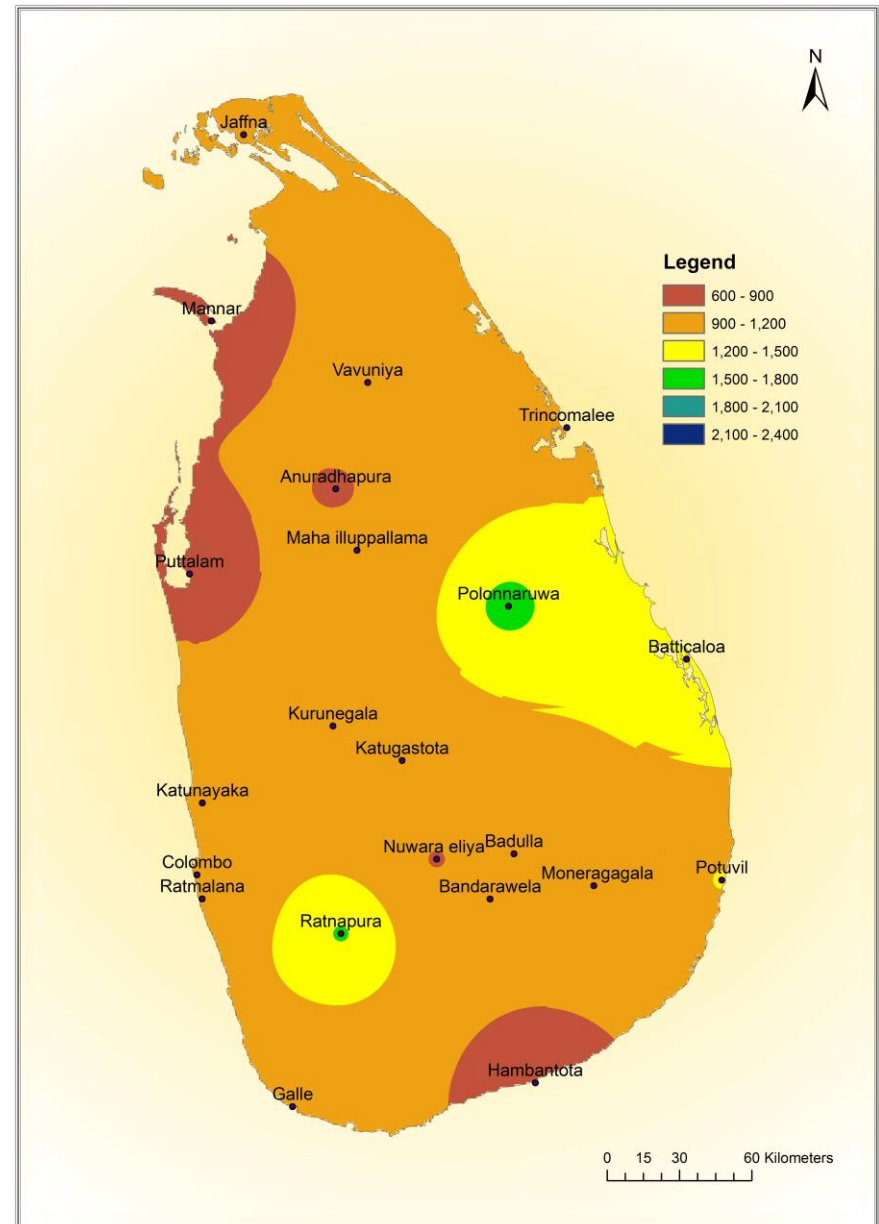 N
Jaffna
Legend
600 - 900
900 - 1,200
1,200 - 1,500
1,500 - 1,800
1,800 - 2,100
2,100 - 2,400
Mannar
Vavuniya
Trincomalee
Anuradhapura
Maha illuppallama
Puttalam
Polonnaruwa
Batticaloa
Kurunegala
Katugastota
Katunayaka
Nuwara eliya
Badulla
Colombo
Moneragagala
Potuvil
Ratmalana
Bandarawela
Ratnapura
Hambantota
Galle
0 15 30 60 Kilometers